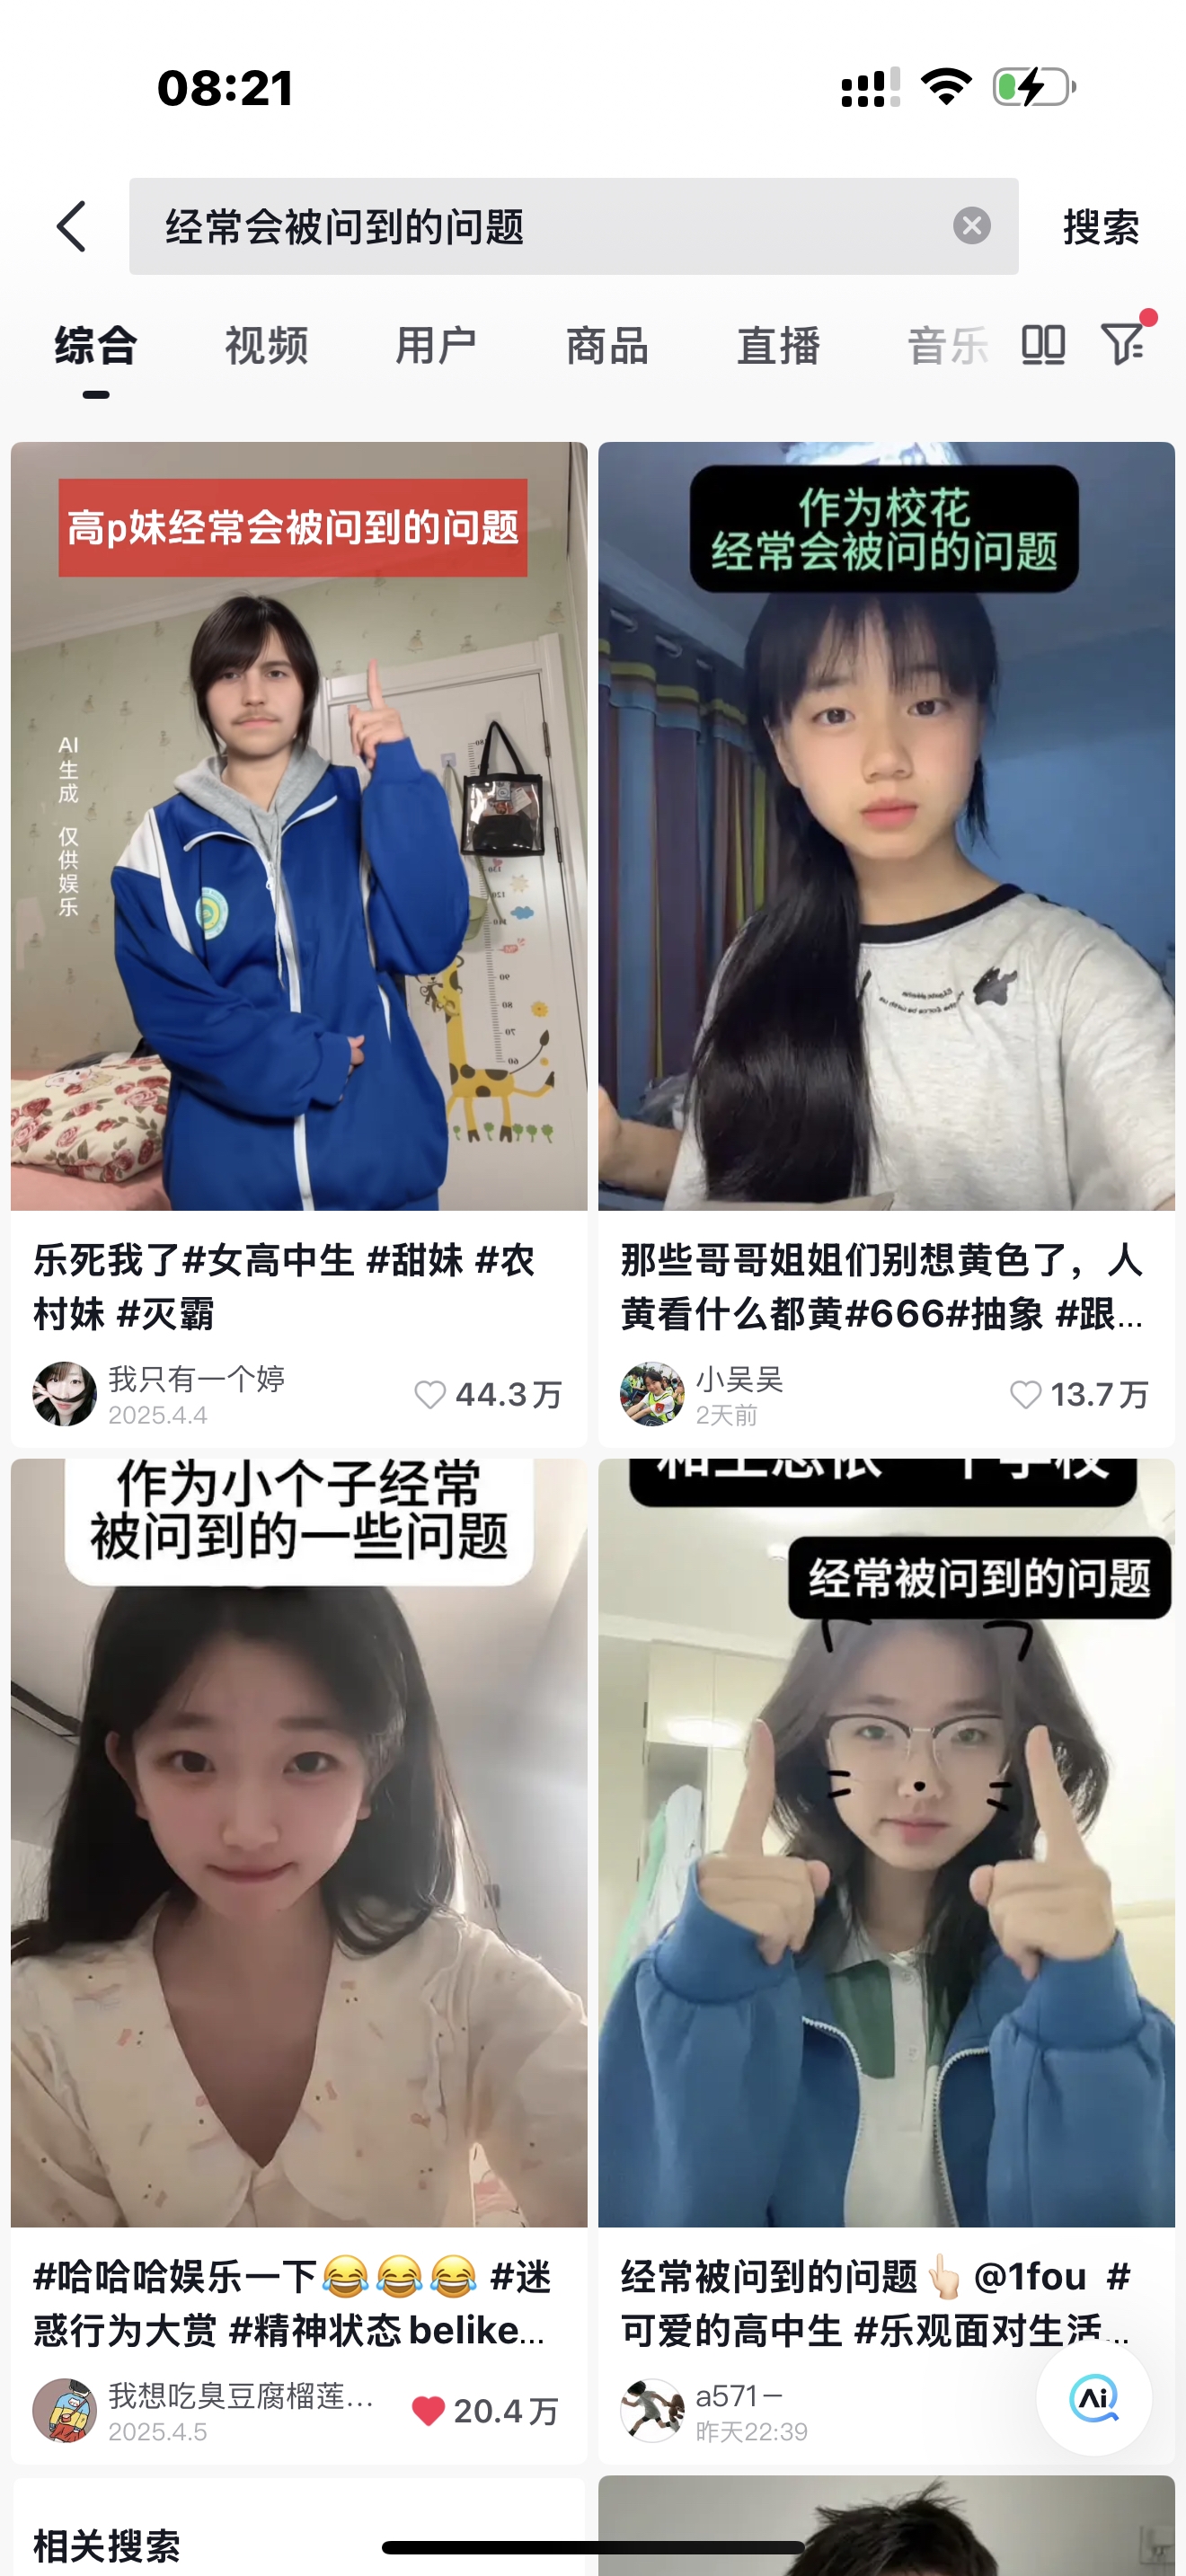 08:21
经常会被问到的问题
搜索
综合 视频 用户 商品 直播 音乐
高p妹经常会被问到的问题
AI生成 仅供娱乐
乐死我了#女高中生 #甜妹 #农
村妹 #灭霸
我只有一个婷
2025.4.4
44.3万
作为校花
经常会被问的问题
那些哥哥姐姐们别想黄色了，人
黄看什么都黄#666#抽象 #跟...
小吴吴
2天前
13.7万
作为小个子经常
被问到的一些问题
#哈哈哈娱乐一下😂😂😂 #迷
惑行为大赏 #精神状态belike...
我想吃臭豆腐榴莲...
2025.4.5
20.4万
经常被问到的问题
经常被问到的问题👆🏻 @1fou #
可爱的高中生 #乐观面对生活...
a571一
昨天22:39
Ai
相关搜索